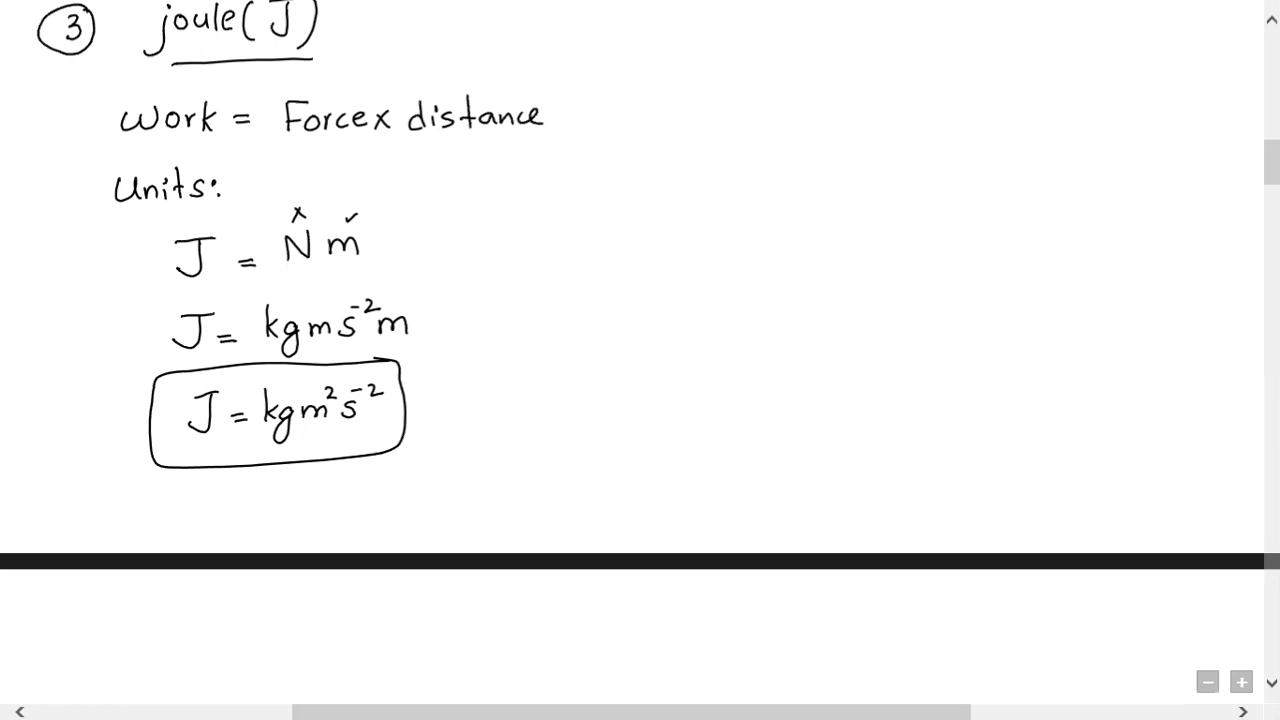 ③ joule(J)
Work = Force x distance
Units:
x ✓
J = N m
J = kg m s⁻² m
J = kg m² s⁻²